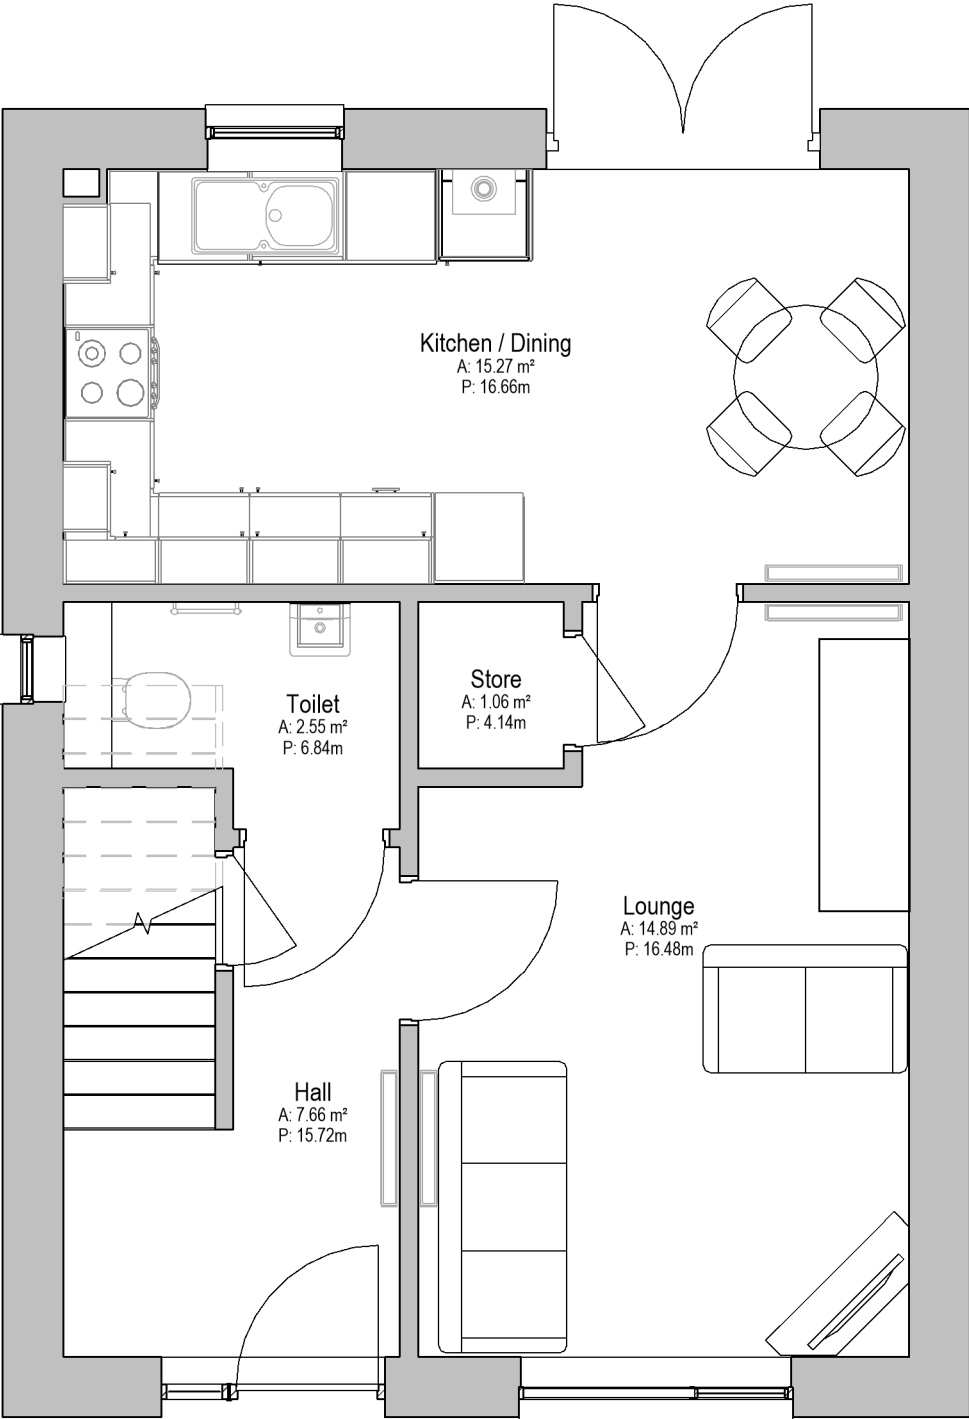 Kitchen / Dining
A: 15.27 m²
P: 16.66m
Toilet
A: 2.55 m²
P: 6.84m
Store
A: 1.06 m²
P: 4.14m
Lounge
A: 14.89 m²
P: 16.48m
Hall
A: 7.66 m²
P: 15.72m